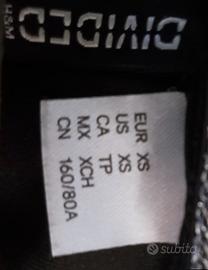 DIVIDED
H&M
EUR XS
US XS
CA TP
MX XCH
CN 160/80A
subito